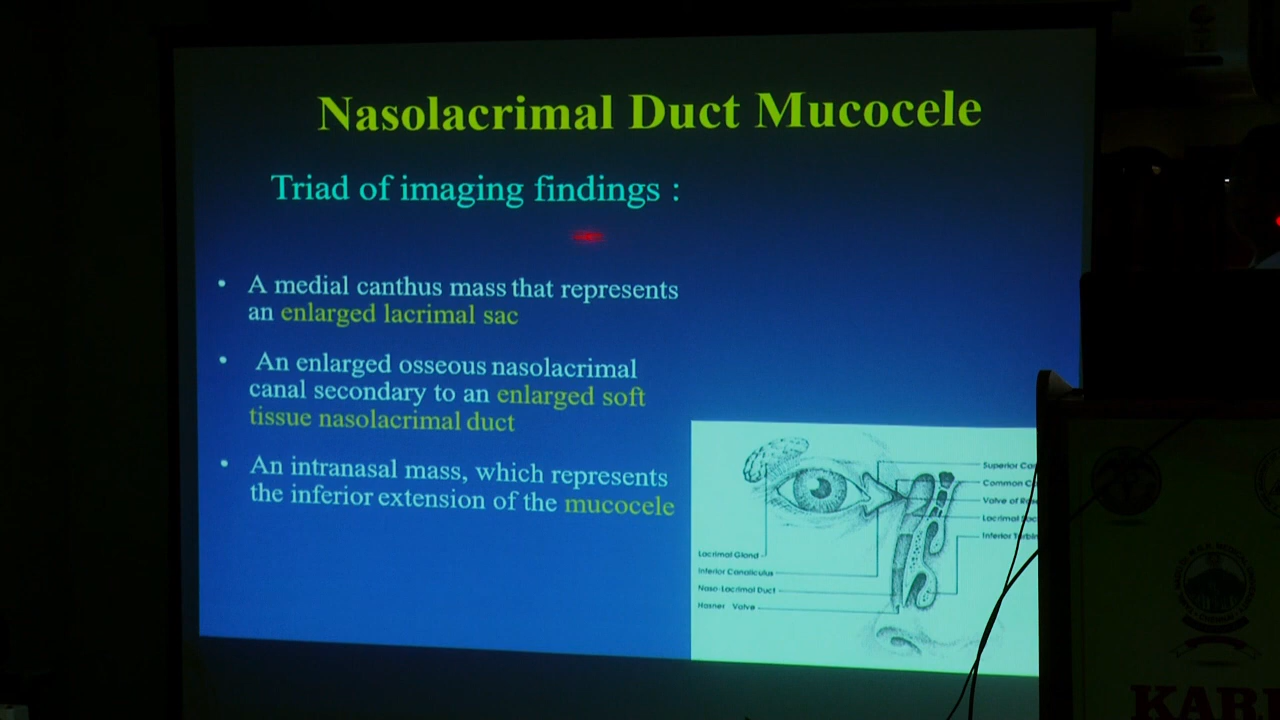 Nasolacrimal Duct Mucocele
Triad of imaging findings :
• A medial canthus mass that represents
an enlarged lacrimal sac
• An enlarged osseous nasolacrimal
canal secondary to an enlarged soft
tissue nasolacrimal duct
• An intranasal mass, which represents
the inferior extension of the mucocele
Superior
Common
Valve of
Lacrimal
Inferior
Lacrimal Gland
Inferior Canaliculus
Naso-Lacrimal Duct
Hasner Valve